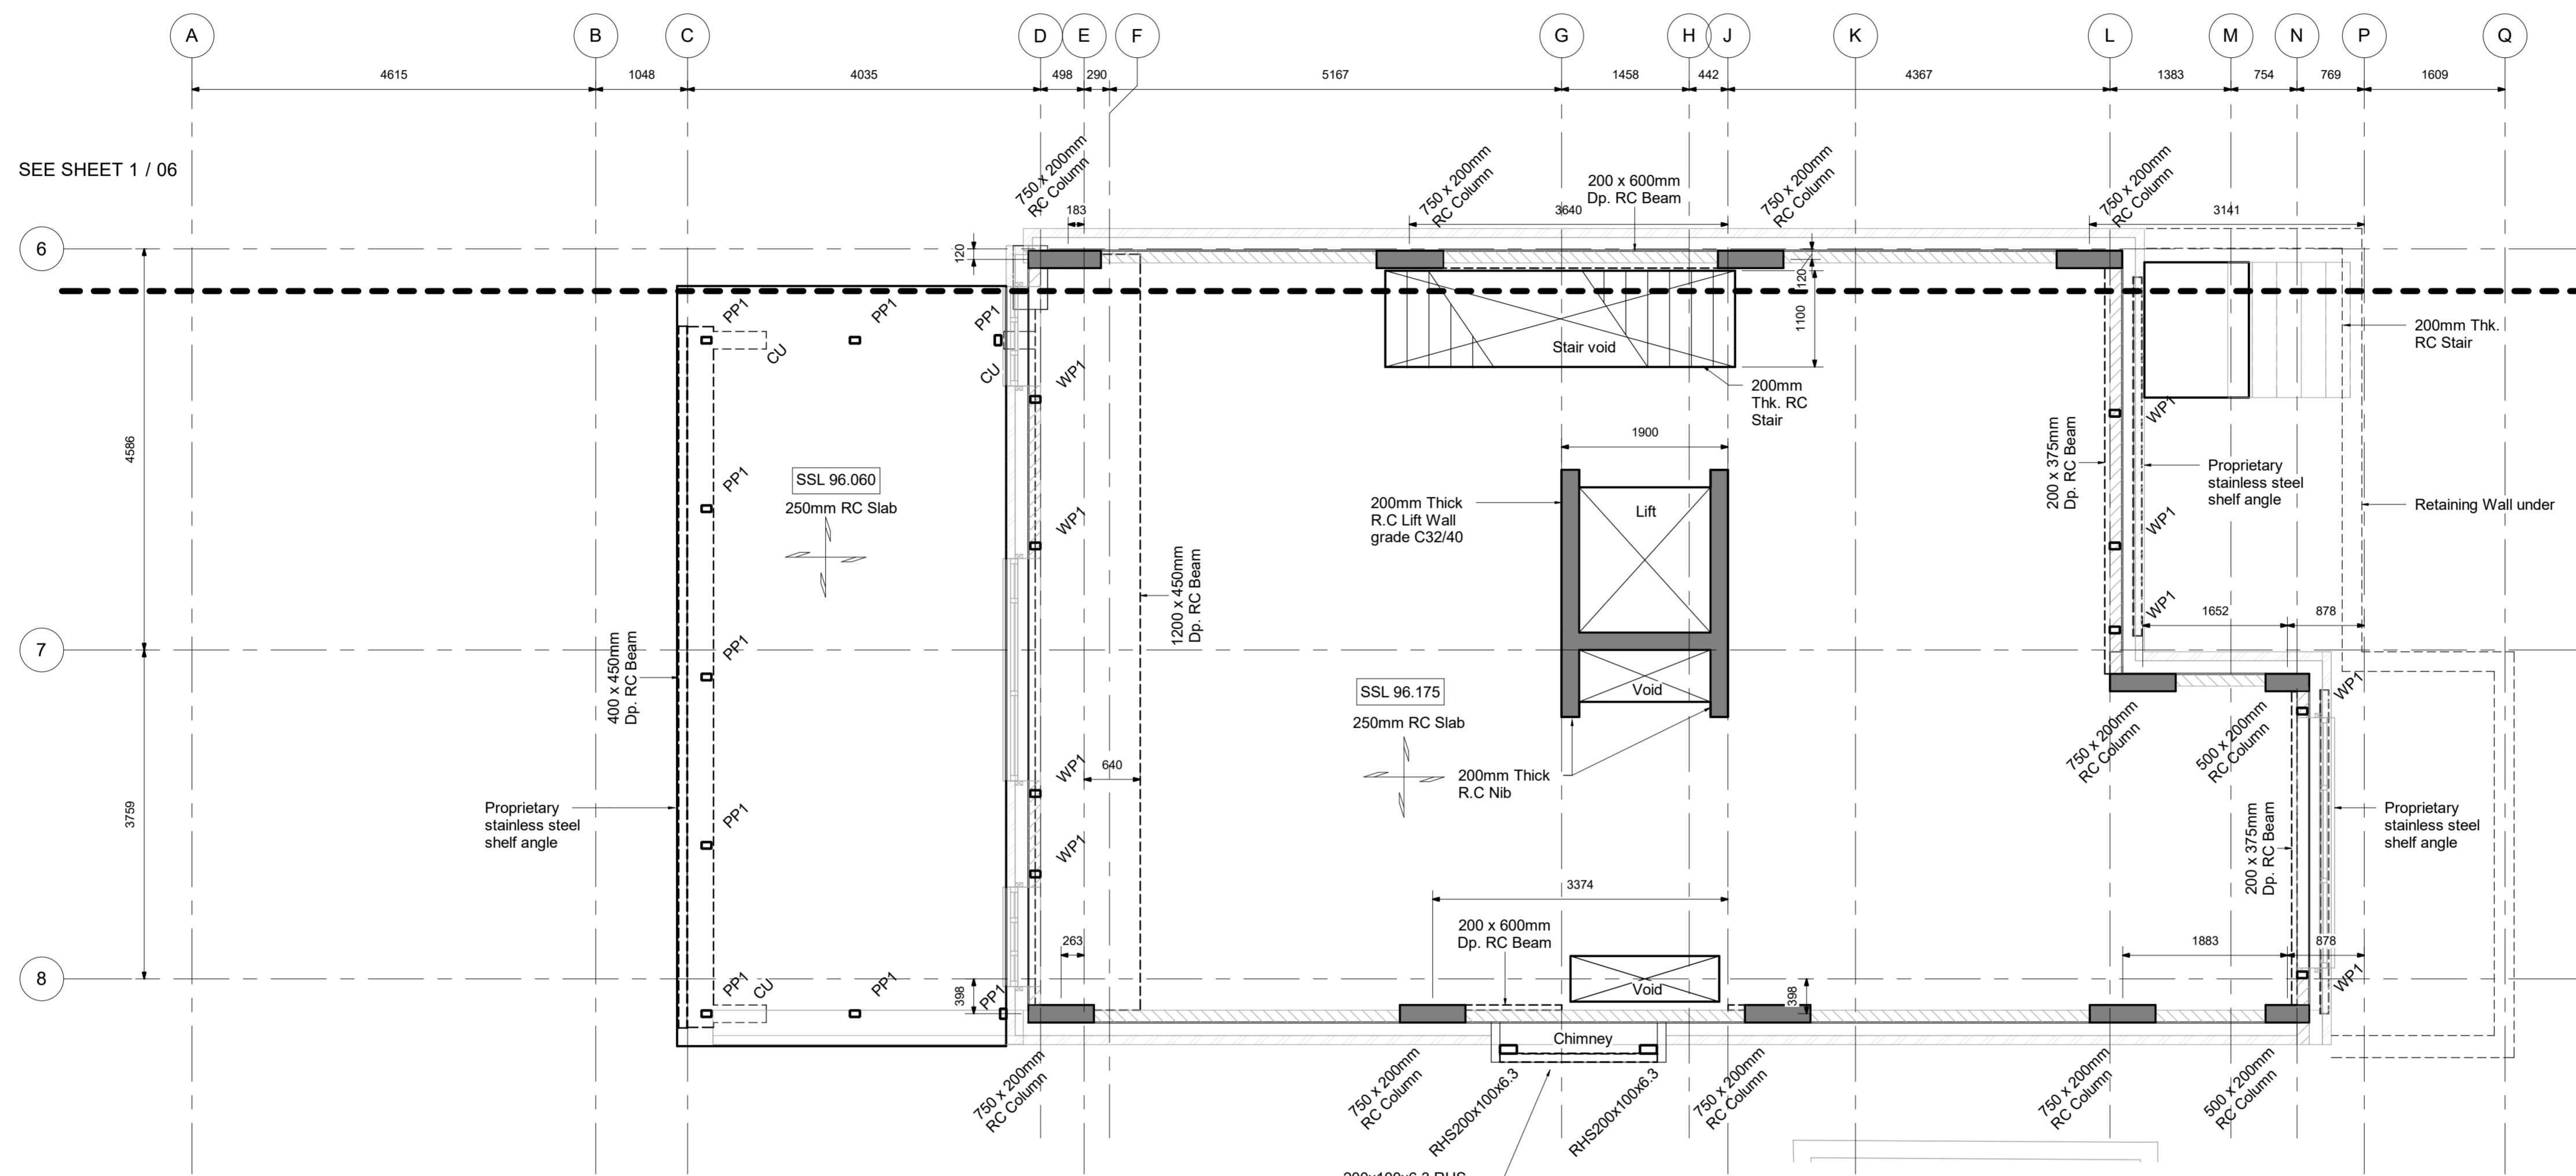 A
B
C
D
E
F
G
H
J
K
L
M
N
P
Q
4615
1048
4035
498
290
5167
1458
442
4367
1383
754
769
1609
SEE SHEET 1 / 06
750 x 200mm
RC Column
183
750 x 200mm
RC Column
200 x 600mm
Dp. RC Beam
3640
750 x 200mm
RC Column
750 x 200mm
RC Column
3141
6
120
120
1100
PP1
PP1
PP1
CU
CU
WP1
Stair void
200mm
Thk. RC
Stair
200mm Thk.
RC Stair
WP1
4586
1900
200 x 375mm
Dp. RC Beam
Proprietary
stainless steel
shelf angle
Retaining Wall under
PP1
SSL 96.060
250mm RC Slab
WP1
200mm Thick
R.C Lift Wall
grade C32/40
Lift
WP1
1200 x 450mm
Dp. RC Beam
WP1
1652
878
7
400 x 450mm
Dp. RC Beam
PP1
SSL 96.175
250mm RC Slab
Void
WP1
750 x 200mm
RC Column
500 x 200mm
RC Column
640
WP1
200mm Thick
R.C Nib
3759
Proprietary
stainless steel
shelf angle
PP1
WP1
200 x 375mm
Dp. RC Beam
Proprietary
stainless steel
shelf angle
3374
200 x 600mm
Dp. RC Beam
263
1883
878
8
PP1
CU
PP1
PP1
398
Void
398
WP1
Chimney
750 x 200mm
RC Column
750 x 200mm
RC Column
RHS200x100x6.3
RHS200x100x6.3
750 x 200mm
RC Column
750 x 200mm
RC Column
500 x 200mm
RC Column
200x100x6.3 RHS